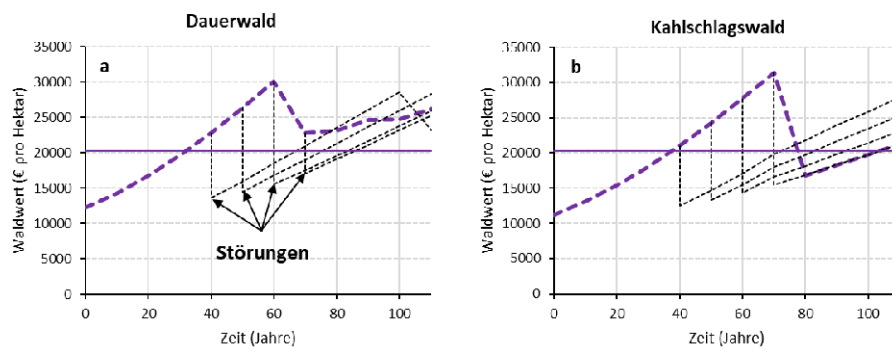 Dauerwald
a
Waldwert (€ pro Hektar)
35000
30000
25000
20000
15000
10000
5000
0
Störungen
0 20 40 60 80 100
Zeit (Jahre)
Kahlschlagswald
b
Waldwert (€ pro Hektar)
35000
30000
25000
20000
15000
10000
5000
0
0 20 40 60 80 100
Zeit (Jahre)